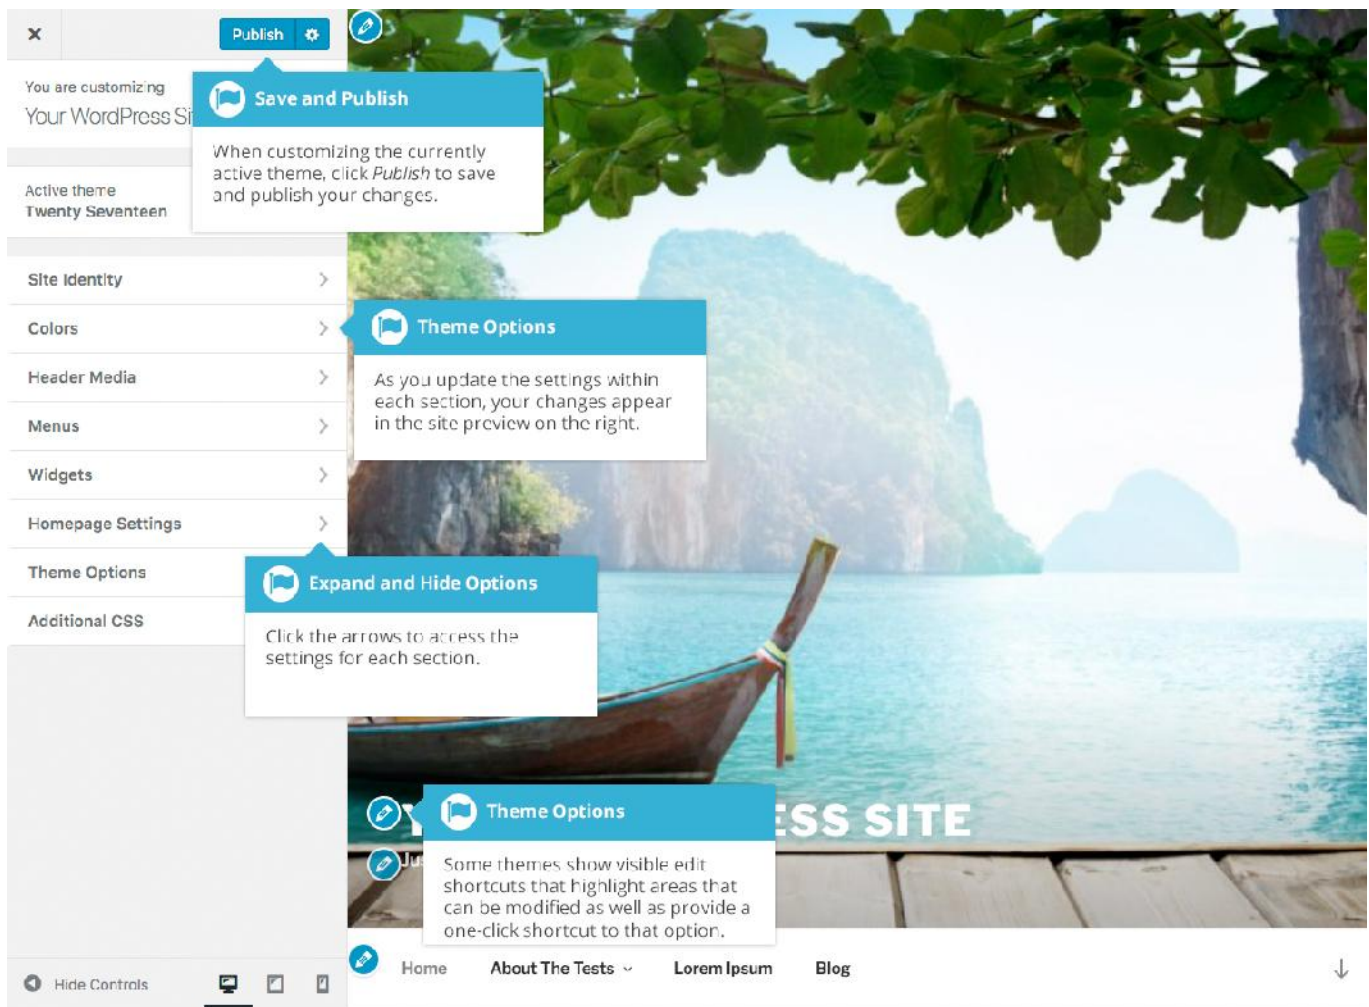 Publish
You are customizing
Your WordPress Si
Save and Publish
When customizing the currently
active theme, click Publish to save
and publish your changes.
Active theme
Twenty Seventeen
Site Identity
Colors
Header Media
Menus
Widgets
Homepage Settings
Theme Options
Additional CSS
Theme Options
As you update the settings within
each section, your changes appear
in the site preview on the right.
Expand and Hide Options
Click the arrows to access the
settings for each section.
ESS SITE
Theme Options
Some themes show visible edit
shortcuts that highlight areas that
can be modified as well as provide a
one-click shortcut to that option.
Hide Controls
Home About The Tests Lorem Ipsum Blog